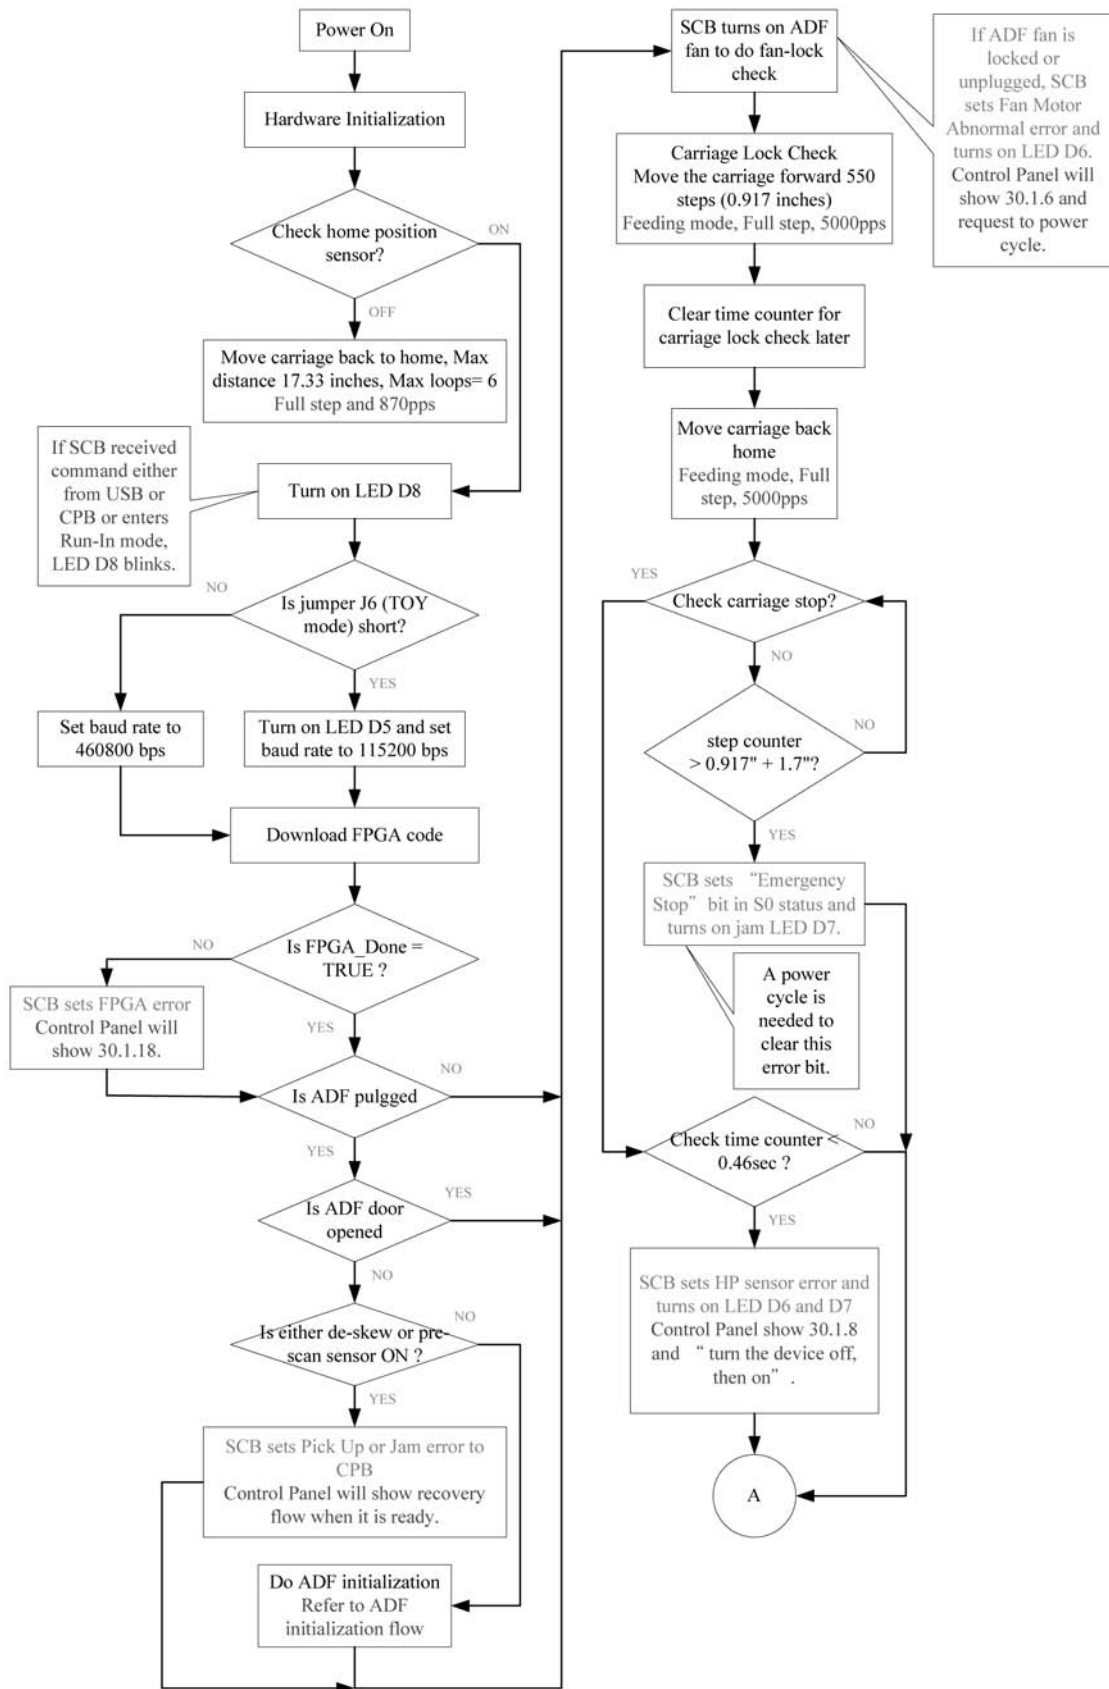 Power On
Hardware Initialization
Check home position
sensor?
ON
OFF
Move carriage back to home, Max
distance 17.33 inches, Max loops= 6
Full step and 870pps
If SCB received
command either
from USB or
CPB or enters
Run-In mode,
LED D8 blinks.
Turn on LED D8
NO
Is jumper J6 (TOY
mode) short?
YES
Set baud rate to
460800 bps
Turn on LED D5 and set
baud rate to 115200 bps
Download FPGA code
NO
Is FPGA_Done =
TRUE ?
SCB sets FPGA error
Control Panel will
show 30.1.18.
YES
NO
Is ADF pulgged
YES
YES
Is ADF door
opened
NO
NO
Is either de-skew or pre-
scan sensor ON ?
YES
SCB sets Pick Up or Jam error to
CPB
Control Panel will show recovery
flow when it is ready.
Do ADF initialization
Refer to ADF
initialization flow
SCB turns on ADF
fan to do fan-lock
check
If ADF fan is
locked or
unplugged, SCB
sets Fan Motor
Abnormal error and
turns on LED D6.
Control Panel will
show 30.1.6 and
request to power
cycle.
Carriage Lock Check
Move the carriage forward 550
steps (0.917 inches)
Feeding mode, Full step, 5000pps
Clear time counter for
carriage lock check later
Move carriage back
home
Feeding mode, Full
step, 5000pps
YES
Check carriage stop?
NO
NO
step counter
> 0.917" + 1.7"?
YES
SCB sets “Emergency
Stop” bit in S0 status and
turns on jam LED D7.
A power
cycle is
needed to
clear this
error bit.
NO
Check time counter <
0.46sec ?
YES
SCB sets HP sensor error and
turns on LED D6 and D7
Control Panel show 30.1.8
and “ turn the device off,
then on” .
A